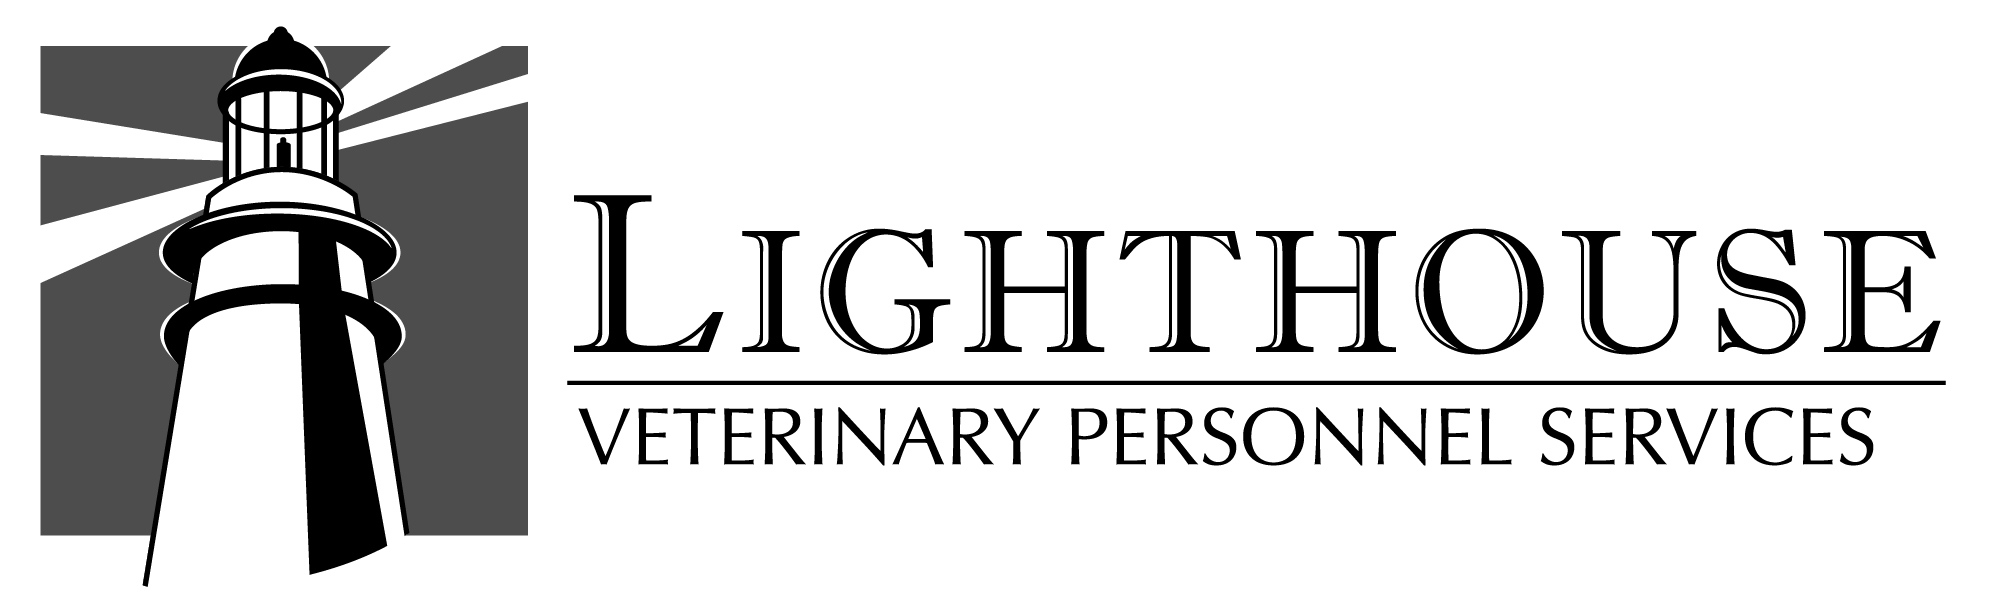 LIGHTHOUSE
VETERINARY PERSONNEL SERVICES